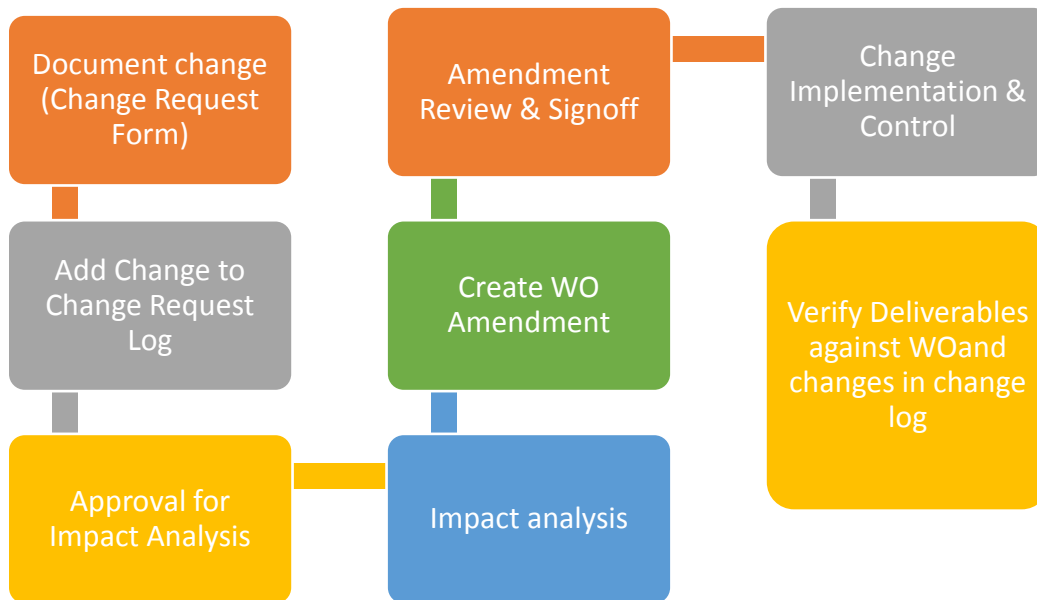 Document change
(Change Request
Form)
Add Change to
Change Request
Log
Approval for
Impact Analysis
Impact analysis
Create WO
Amendment
Amendment
Review & Signoff
Change
Implementation &
Control
Verify Deliverables
against WOand
changes in change
log